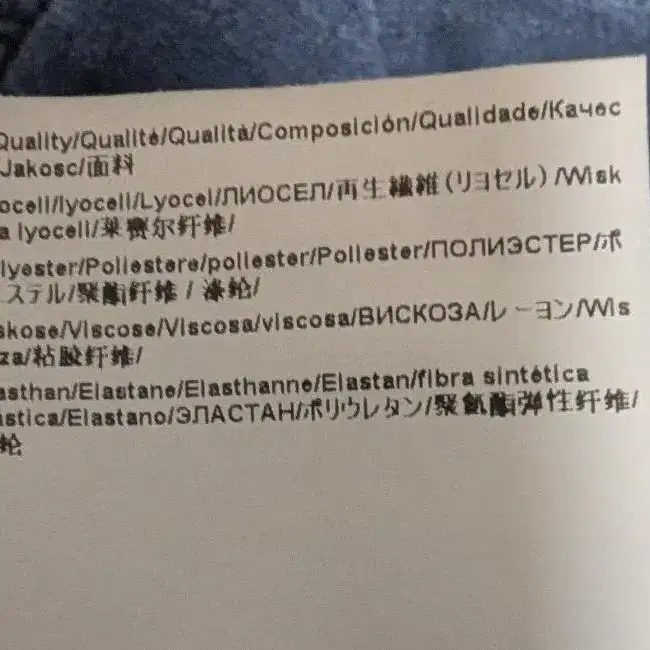 Quality/Qualité/Qualità/Composición/Qualidade/Качес
Jakosc/面料
ocell/lyocell/Lyocel/ЛИОСЕЛ/再生繊維(リヨセル)/Wisk
a lyocell/莱赛尔纤维/
lyester/Poliestere/poliester/Poliester/ПОЛИЭСТЕР/ポ
ステル/聚酯纤维 / 涤纶/
skose/Viscose/Viscosa/viscosa/ВИСКОЗА/レーヨン/Wis
za/粘胶纤维/
asthan/Elastane/Elasthanne/Elastan/fibra sintética
ástica/Elastano/ЭЛАСТАН/ポリウレタン/聚氨酯弹性纤维/
纶